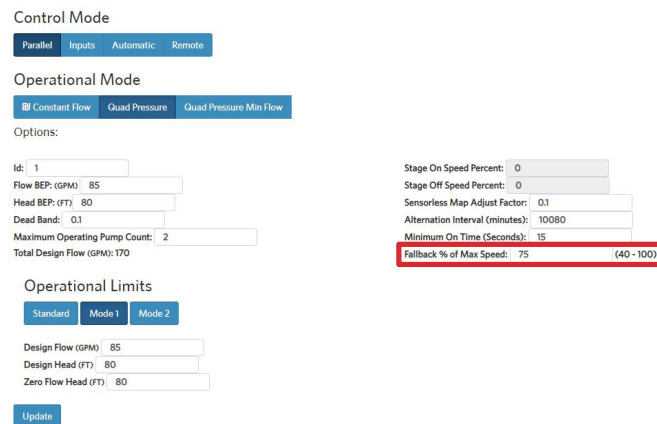 Control Mode
Parallel Inputs Automatic Remote
Operational Mode
Constant Flow Quad Pressure Quad Pressure Min Flow
Options:
Id: 1
Flow BEP: (GPM) 85
Head BEP: (FT) 80
Dead Band: 0.1
Maximum Operating Pump Count: 2
Total Design Flow (GPM): 170
Stage On Speed Percent: 0
Stage Off Speed Percent: 0
Sensorless Map Adjust Factor: 0.1
Alternation Interval (minutes): 10080
Minimum On Time (Seconds): 15
Fallback % of Max Speed: 75 (40 - 100)
Operational Limits
Standard Mode 1 Mode 2
Design Flow (GPM) 85
Design Head (FT) 80
Zero Flow Head (FT) 80
Update